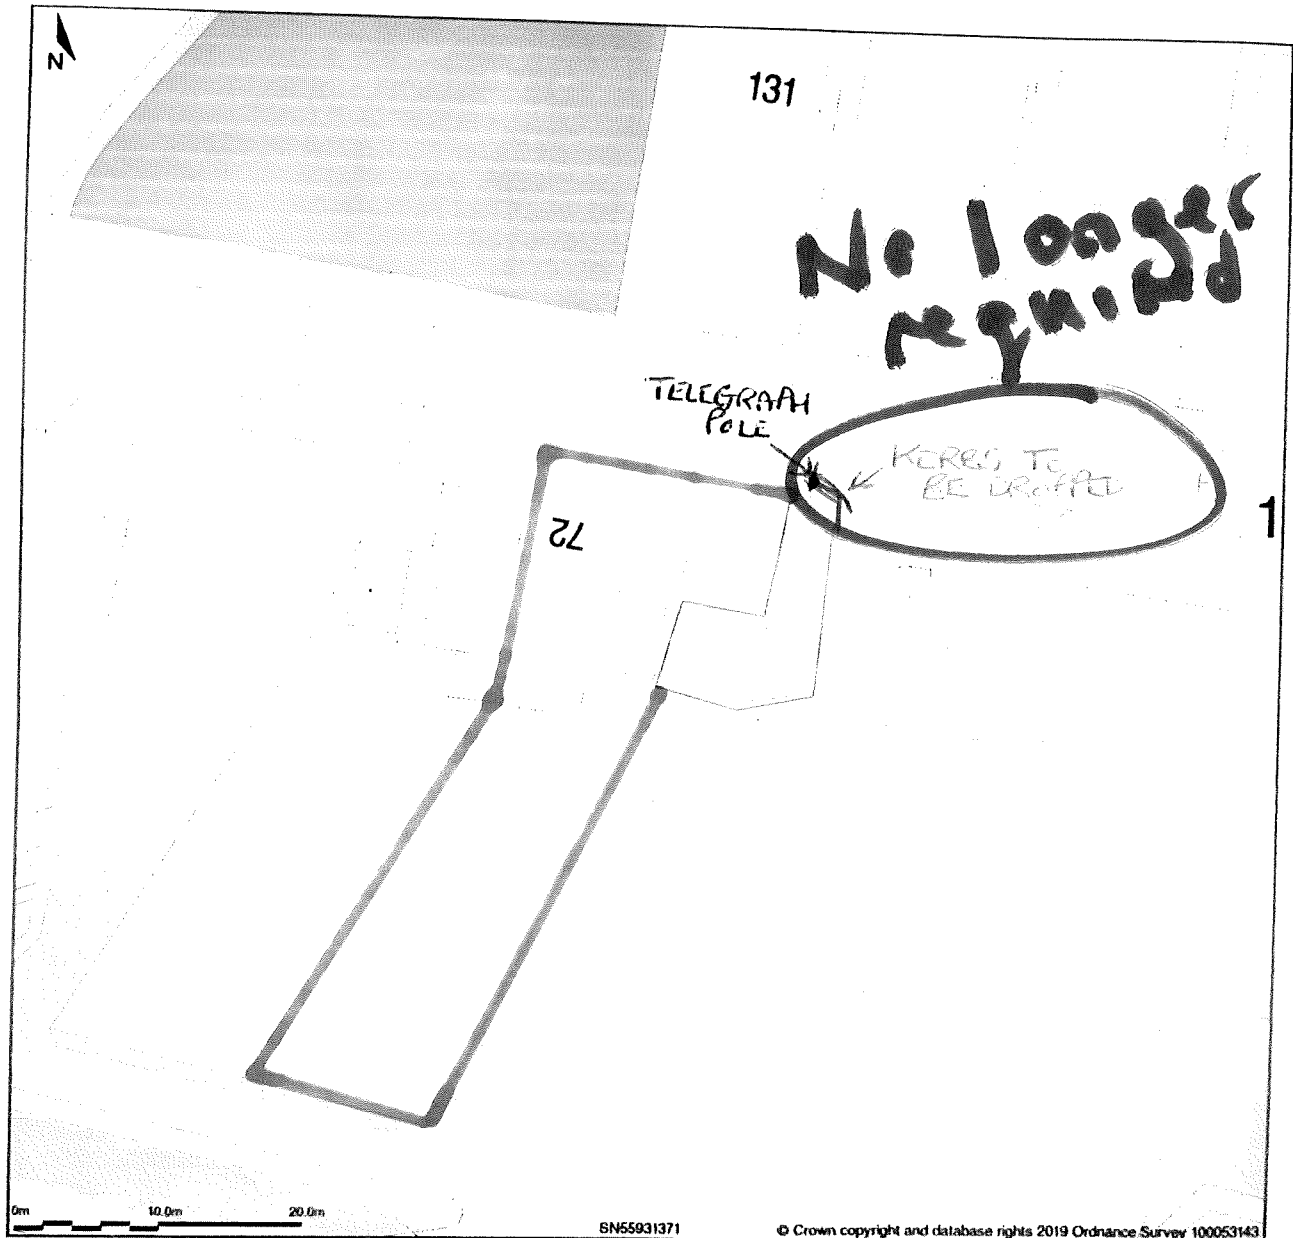 N
131
No longer
required
TELEGRAPH
POLE
KERBS TO
BE DROPPED
72
1
0m 10.0m 20.0m
SN55931371
© Crown copyright and database rights 2019 Ordnance Survey 100053143